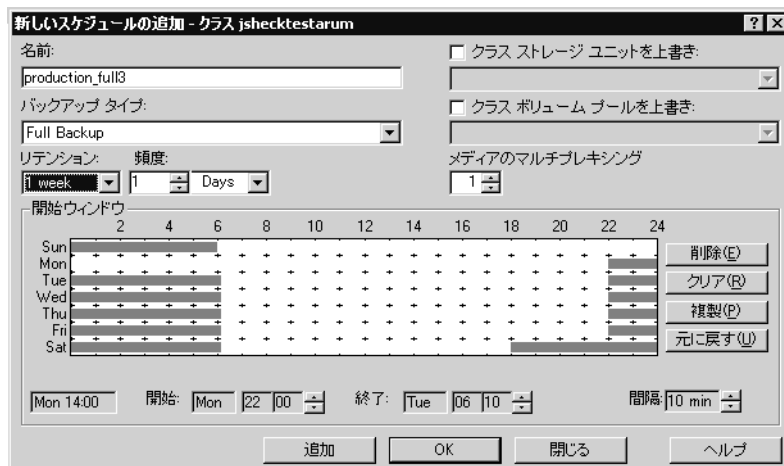 新しいスケジュールの追加 - クラス jshecktestarum
名前:
production_full3
バックアップ タイプ:
Full Backup
リテンション: 頻度:
1 week 1 Days
クラス ストレージ ユニットを上書き:
クラス ボリューム プールを上書き:
メディアのマルチプレキシング
1
開始ウィンドウ
2 4 6 8 10 12 14 16 18 20 22 24
Sun
Mon
Tue
Wed
Thu
Fri
Sat
削除(E)
クリア(R)
複製(P)
元に戻す(U)
Mon 14:00 開始: Mon 22 00 終了: Tue 06 10 間隔: 10 min
追加 OK 閉じる ヘルプ